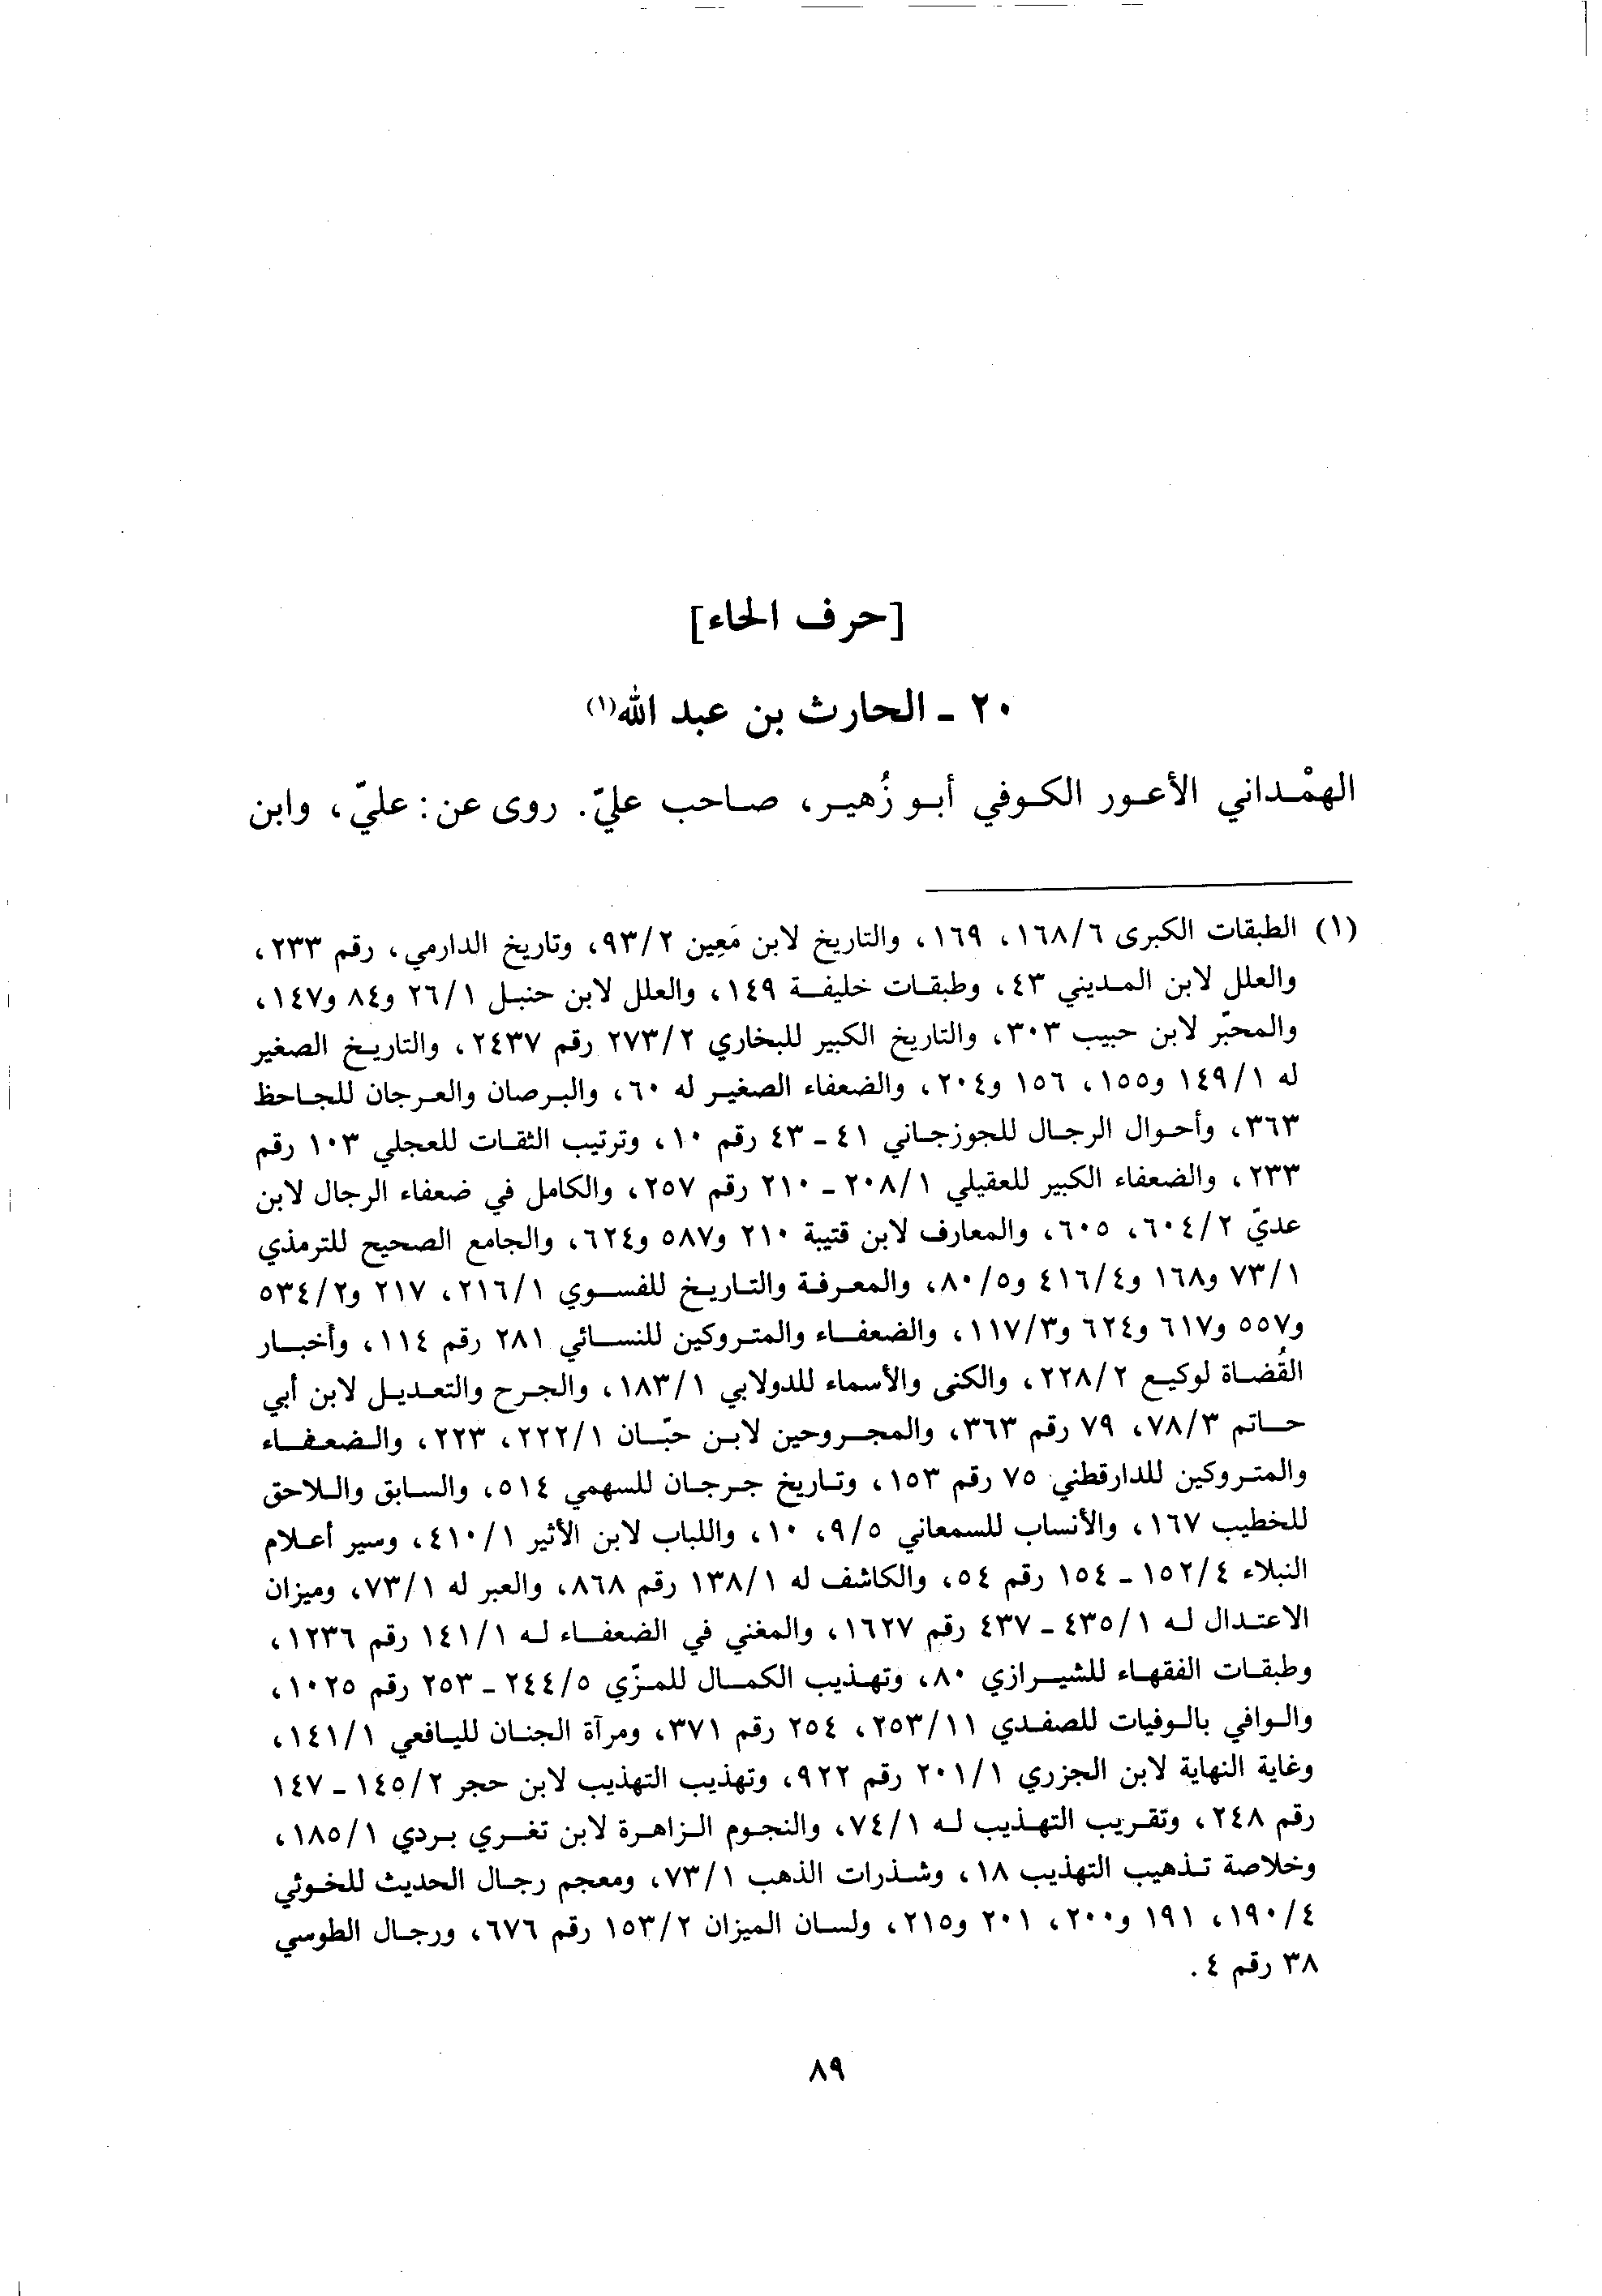 [حرف الحاء]
٢٠ - الحارث بن عبد الله(١)
الهمْداني الأعور الكوفي أبو زُهير، صاحب عليّ. روى عن: عليّ، وابن
(١) الطبقات الكبرى ٦/ ١٦٨، ١٦٩، والتاريخ لابن مَعِين ٢/ ٩٣، وتاريخ الدارمي، رقم ٢٣٣،
والعلل لابن المديني ٤٣، وطبقات خليفة ١٤٩، والعلل لابن حنبل ١/ ٢٦ و٨٤ و١٤٧،
والمحبّر لابن حبيب ٣٠٣، والتاريخ الكبير للبخاري ٢/ ٢٧٣ رقم ٢٤٣٧، والتاريخ الصغير
له ١/ ١٤٩ و١٥٥، ١٥٦ و٢٠٤، والضعفاء الصغير له ٦٠، والبرصان والعرجان للجاحظ
٣٦٣، وأحوال الرجال للجوزجاني ٤١ - ٤٣ رقم ١٠، وترتيب الثقات للعجلي ١٠٣ رقم
٢٣٣، والضعفاء الكبير للعقيلي ١/ ٢٠٨ - ٢١٠ رقم ٢٥٧، والكامل في ضعفاء الرجال لابن
عديّ ٢/ ٦٠٤، ٦٠٥، والمعارف لابن قتيبة ٢١٠ و٥٨٧ و٦٢٤، والجامع الصحيح للترمذي
١/ ٧٣ و١٦٨ و٤/ ٤١٦ و٥/ ٨٠، والمعرفة والتاريخ للفسوي ١/ ٢١٦، ٢١٧ و٢/ ٥٣٤
و٥٥٧ و٦١٧ و٦٢٤ و٣/ ١١٧، والضعفاء والمتروكين للنسائي ٢٨١ رقم ١١٤، وأخبار
القُضاة لوكيع ٢/ ٢٢٨، والكنى والأسماء للدولابي ١/ ١٨٣، والجرح والتعديل لابن أبي
حاتم ٣/ ٧٨، ٧٩ رقم ٣٦٣، والمجروحين لابن حبّان ١/ ٢٢٢، ٢٢٣، والضعفاء
والمتروكين للدارقطني ٧٥ رقم ١٥٣، وتاريخ جرجان للسهمي ٥١٤، والسابق واللاحق
للخطيب ١٦٧، والأنساب للسمعاني ٥/ ٩، ١٠، واللباب لابن الأثير ١/ ٤١٠، وسير أعلام
النبلاء ٤/ ١٥٢ - ١٥٤ رقم ٥٤، والكاشف له ١/ ١٣٨ رقم ٨٦٨، والعبر له ١/ ٧٣، وميزان
الاعتدال له ١/ ٤٣٥ - ٤٣٧ رقم ١٦٢٧، والمغني في الضعفاء له ١/ ١٤١ رقم ١٢٣٦،
وطبقات الفقهاء للشيرازي ٨٠، وتهذيب الكمال للمزّي ٥/ ٢٤٤ - ٢٥٣ رقم ١٠٢٥،
والوافي بالوفيات للصفدي ١١/ ٢٥٣، ٢٥٤ رقم ٣٧١، ومرآة الجنان لليافعي ١/ ١٤١،
وغاية النهاية لابن الجزري ١/ ٢٠١ رقم ٩٢٢، وتهذيب التهذيب لابن حجر ٢/ ١٤٥ - ١٤٧
رقم ٢٤٨، وتقريب التهذيب له ١/ ٧٤، والنجوم الزاهرة لابن تغري بردي ١/ ١٨٥،
وخلاصة تذهيب التهذيب ١٨، وشذرات الذهب ١/ ٧٣، ومعجم رجال الحديث للخوئي
٤/ ١٩٠، ١٩١ و٢٠٠، ٢٠١ و٢١٥، ولسان الميزان ٢/ ١٥٣ رقم ٦٧٦، ورجال الطوسي
٣٨ رقم ٤.
٨٩